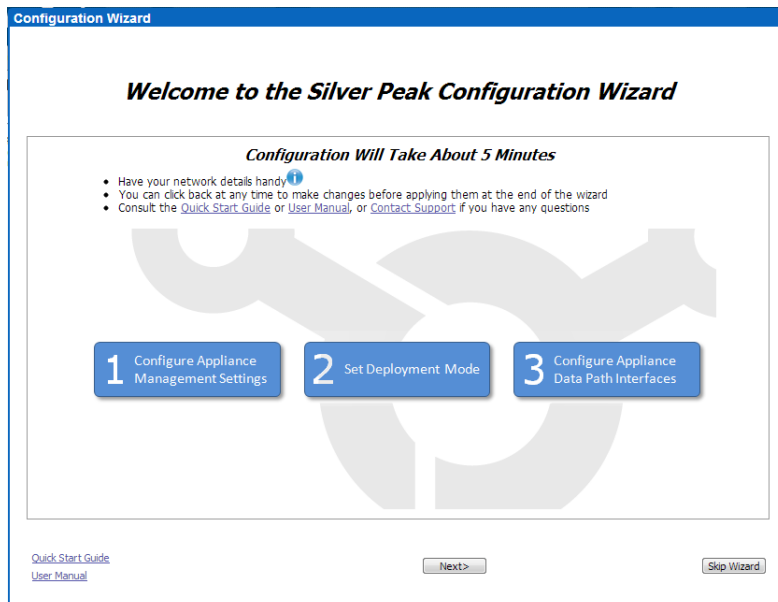 Configuration Wizard
Welcome to the Silver Peak Configuration Wizard
Configuration Will Take About 5 Minutes
Have your network details handy
You can click back at any time to make changes before applying them at the end of the wizard
Consult the Quick Start Guide or User Manual, or Contact Support if you have any questions
1 Configure Appliance
Management Settings
2 Set Deployment Mode
3 Configure Appliance
Data Path Interfaces
Quick Start Guide
User Manual
Next>
Skip Wizard